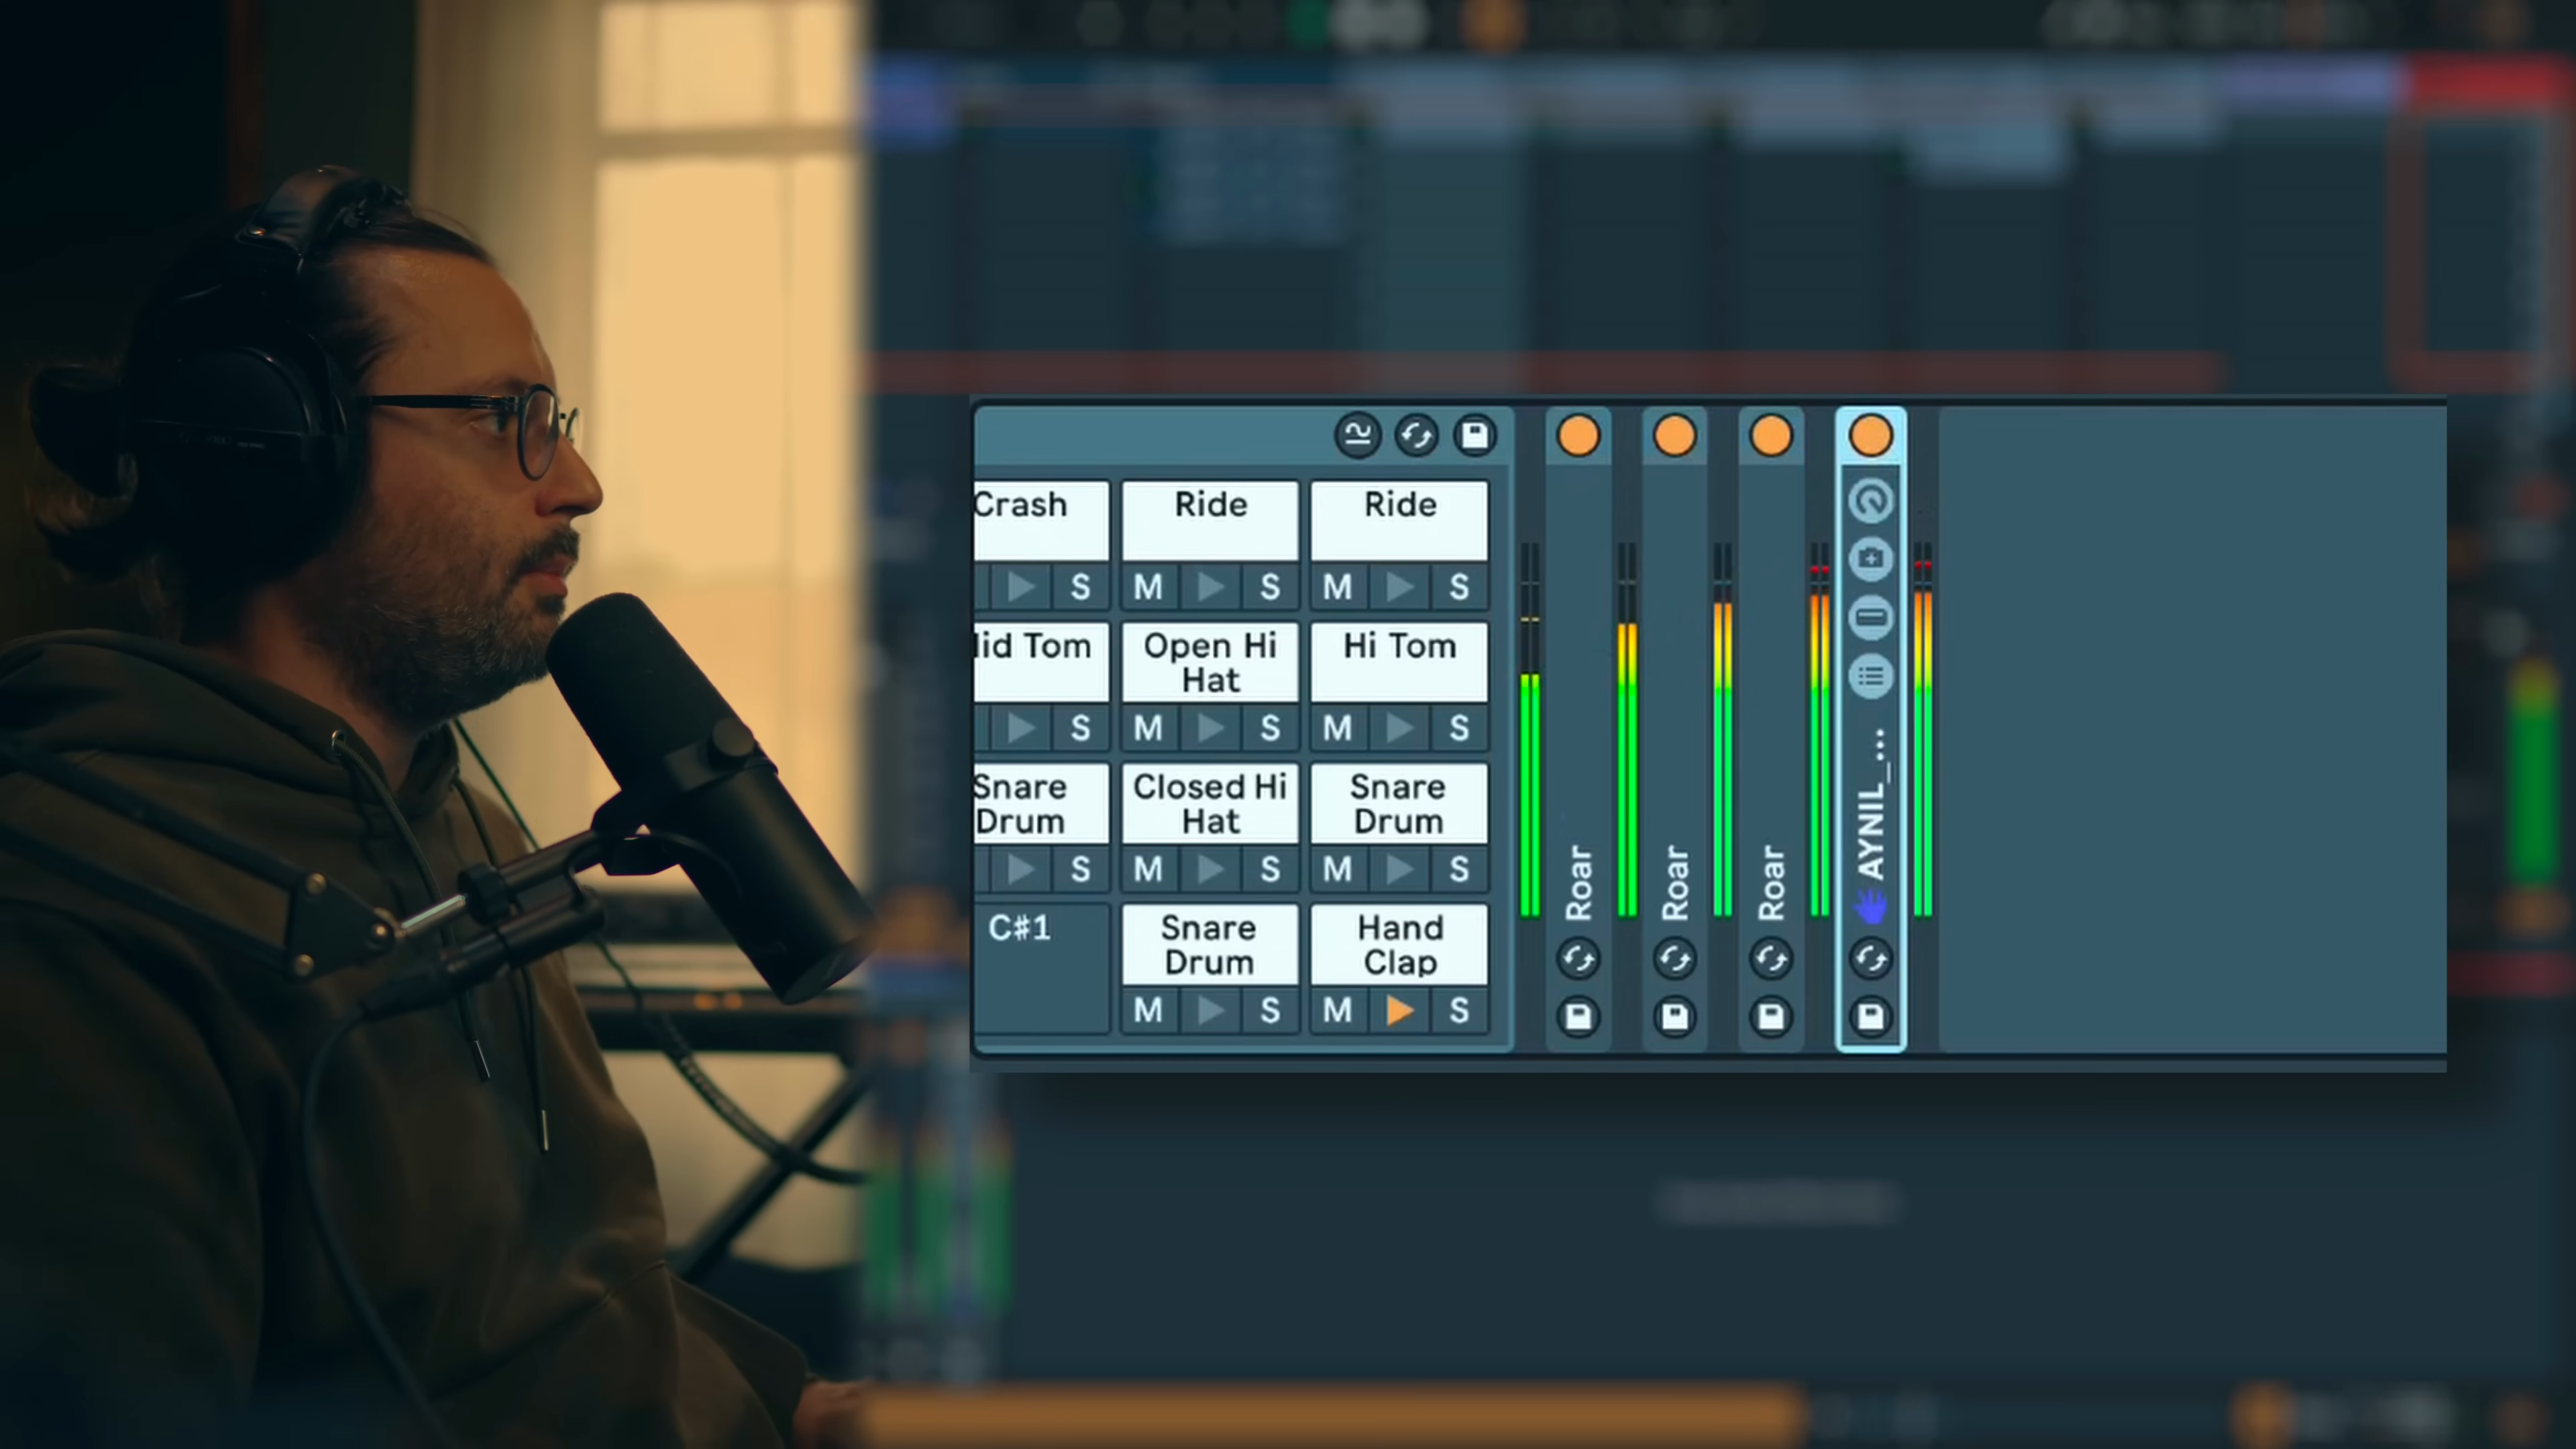 Crash
Ride
Ride
S
M
S
M
S
lid Tom
Open Hi
Hat
Hi Tom
S
M
S
M
S
Snare
Drum
Closed Hi
Hat
Snare
Drum
S
M
S
M
S
C#1
Snare
Drum
Hand
Clap
M
S
M
S
Roar
Roar
Roar
AYNIL_...